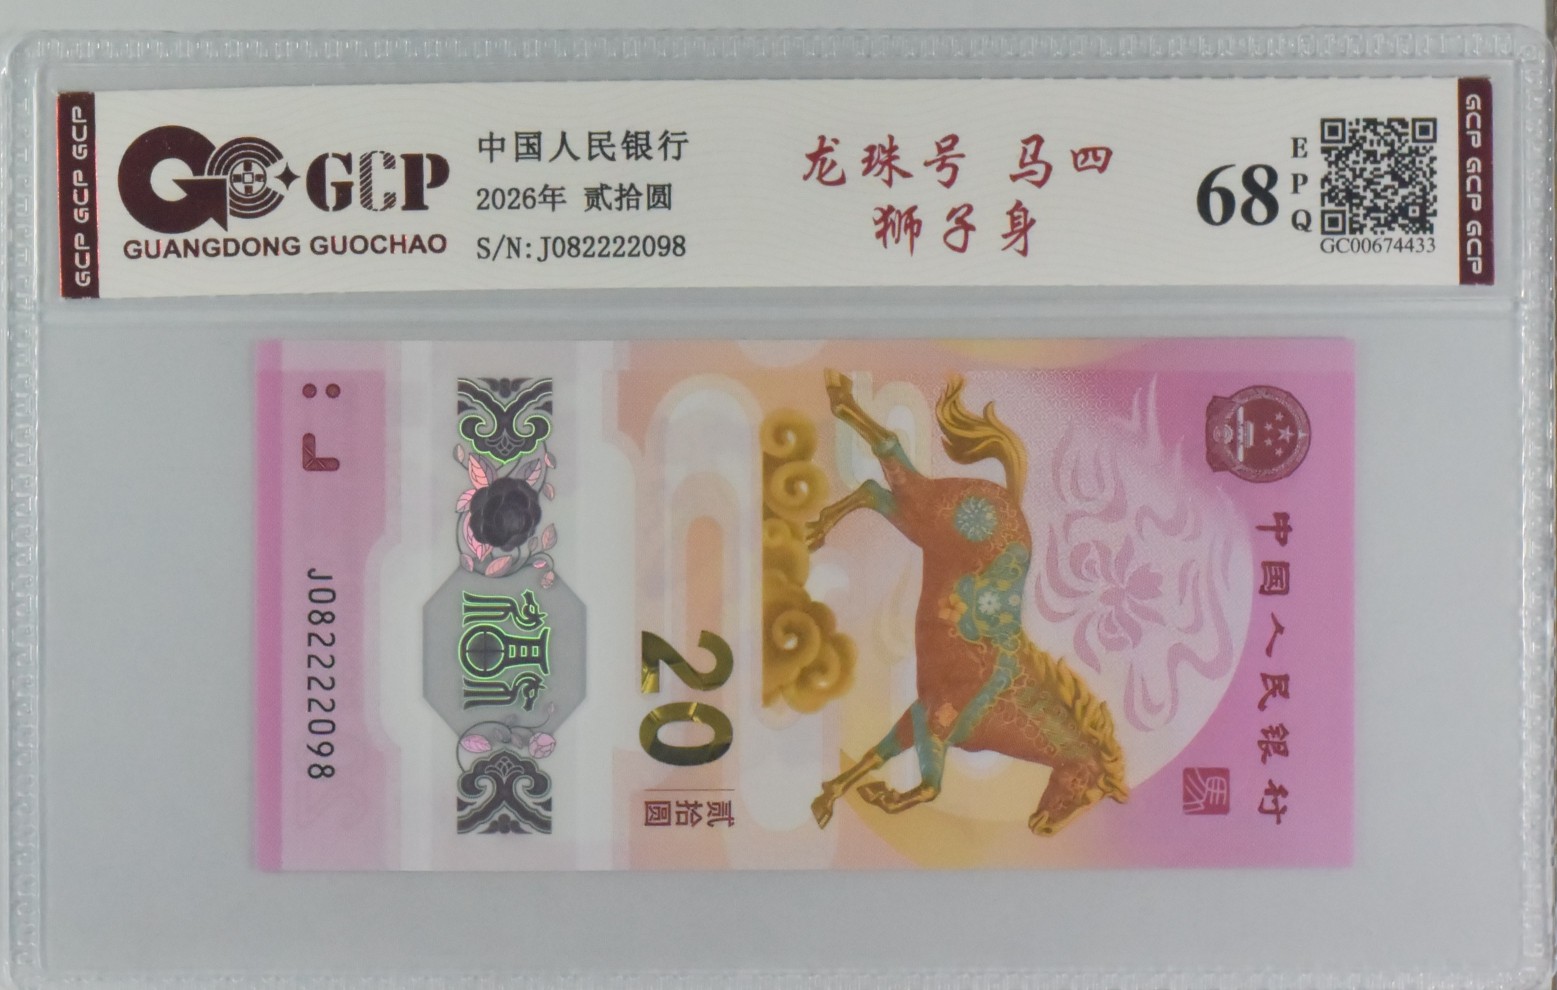 GCP GCP GCP
GCP
GUANGDONG GUOCHAO
中国人民银行
2026年 贰拾圆
S/N:J082222098
龙珠号 马四
狮子身
68
EPQ
GC00674433
GCP GCP GCP
J082222098
20
贰拾圆
中国人民银行